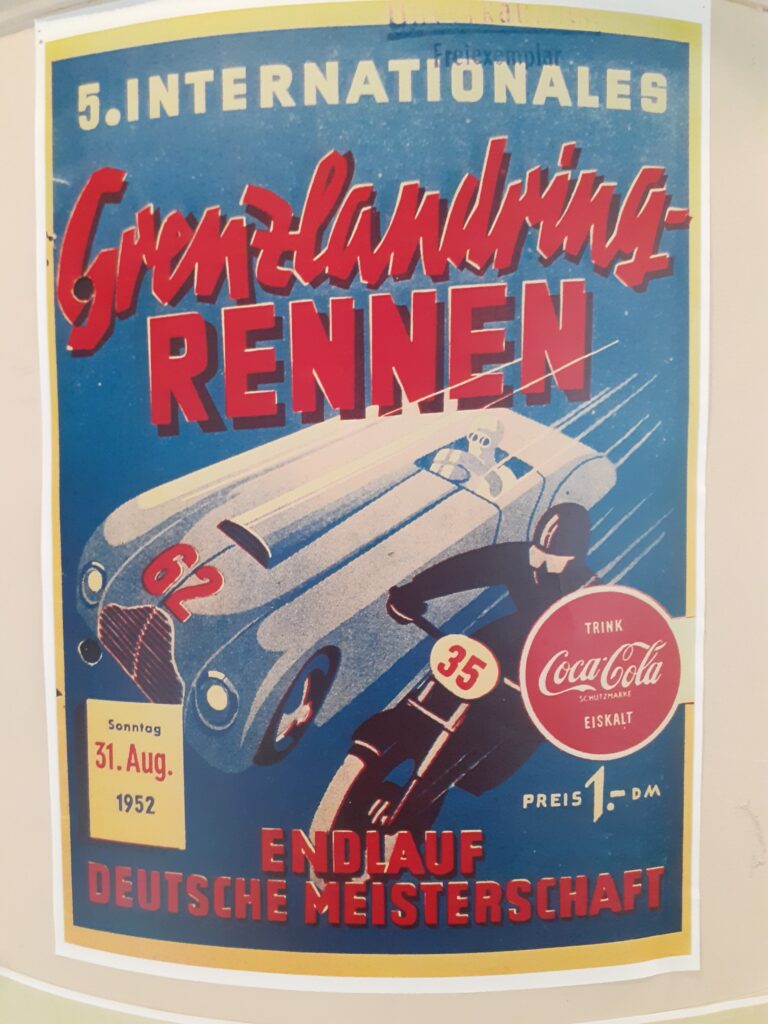 Freiexemplar
5. INTERNATIONALES
Grenzlandring-
RENNEN
62
35
TRINK
Coca-Cola
SCHUTZMARKE
EISKALT
Sonntag
31. Aug.
1952
PREIS 1.- DM
ENDLAUF
DEUTSCHE MEISTERSCHAFT